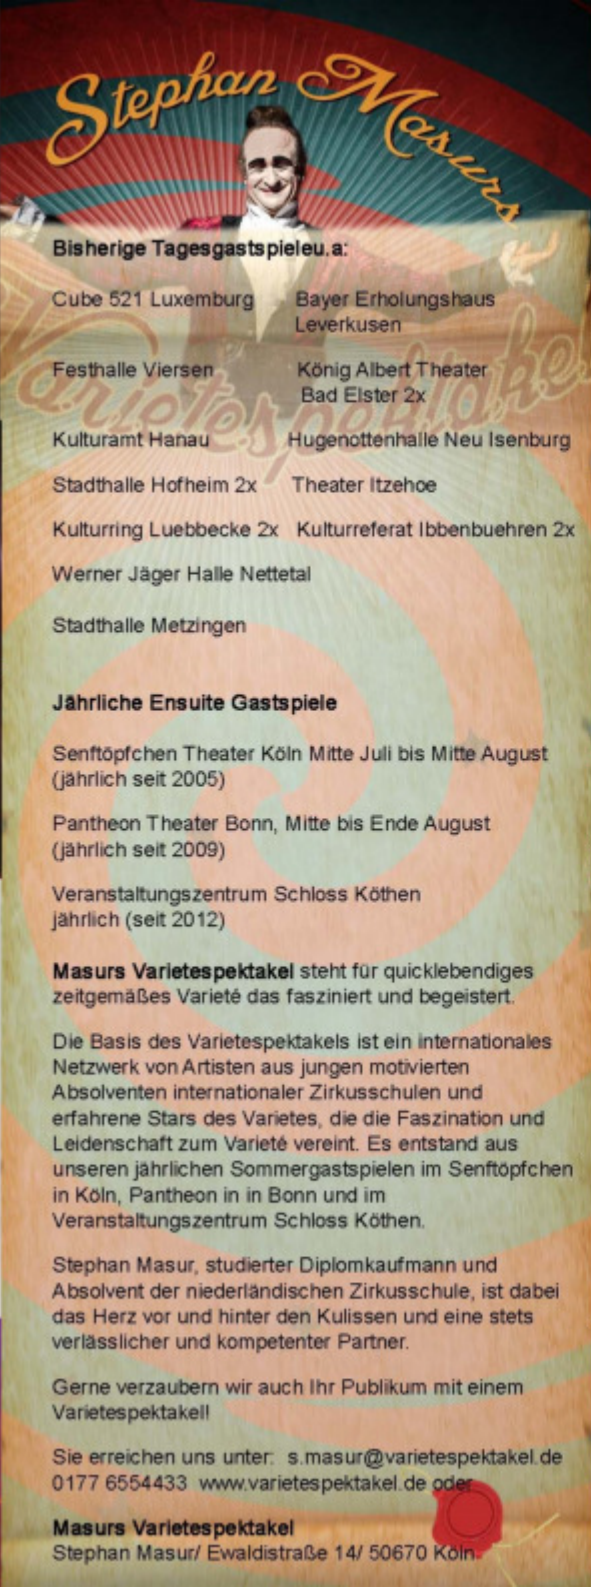 Stephan Masurs
Varietespektakel
Bisherige Tagesgastspieleu.a:
Cube 521 Luxemburg Bayer Erholungshaus
Leverkusen
Festhalle Viersen König Albert Theater
Bad Elster 2x
Kulturamt Hanau Hugenottenhalle Neu Isenburg
Stadthalle Hofheim 2x Theater Itzehoe
Kulturring Luebbecke 2x Kulturreferat Ibbenbuehren 2x
Werner Jäger Halle Nettetal
Stadthalle Metzingen
Jährliche Ensuite Gastspiele
Senftöpfchen Theater Köln Mitte Juli bis Mitte August
(jährlich seit 2005)
Pantheon Theater Bonn, Mitte bis Ende August
(jährlich seit 2009)
Veranstaltungszentrum Schloss Köthen
jährlich (seit 2012)
Masurs Varietespektakel steht für quicklebendiges
zeitgemäßes Varieté das fasziniert und begeistert.
Die Basis des Varietespektakels ist ein internationales
Netzwerk von Artisten aus jungen motivierten
Absolventen internationaler Zirkusschulen und
erfahrene Stars des Varietes, die die Faszination und
Leidenschaft zum Varieté vereint. Es entstand aus
unseren jährlichen Sommergastspielen im Senftöpfchen
in Köln, Pantheon in in Bonn und im
Veranstaltungszentrum Schloss Köthen.
Stephan Masur, studierter Diplomkaufmann und
Absolvent der niederländischen Zirkusschule, ist dabei
das Herz vor und hinter den Kulissen und eine stets
verlässlicher und kompetenter Partner.
Gerne verzaubern wir auch Ihr Publikum mit einem
Varietespektakel!
Sie erreichen uns unter: s.masur@varietespektakel.de
0177 6554433 www.varietespektakel.de oder
Masurs Varietespektakel
Stephan Masur/ Ewaldistraße 14/ 50670 Köln.